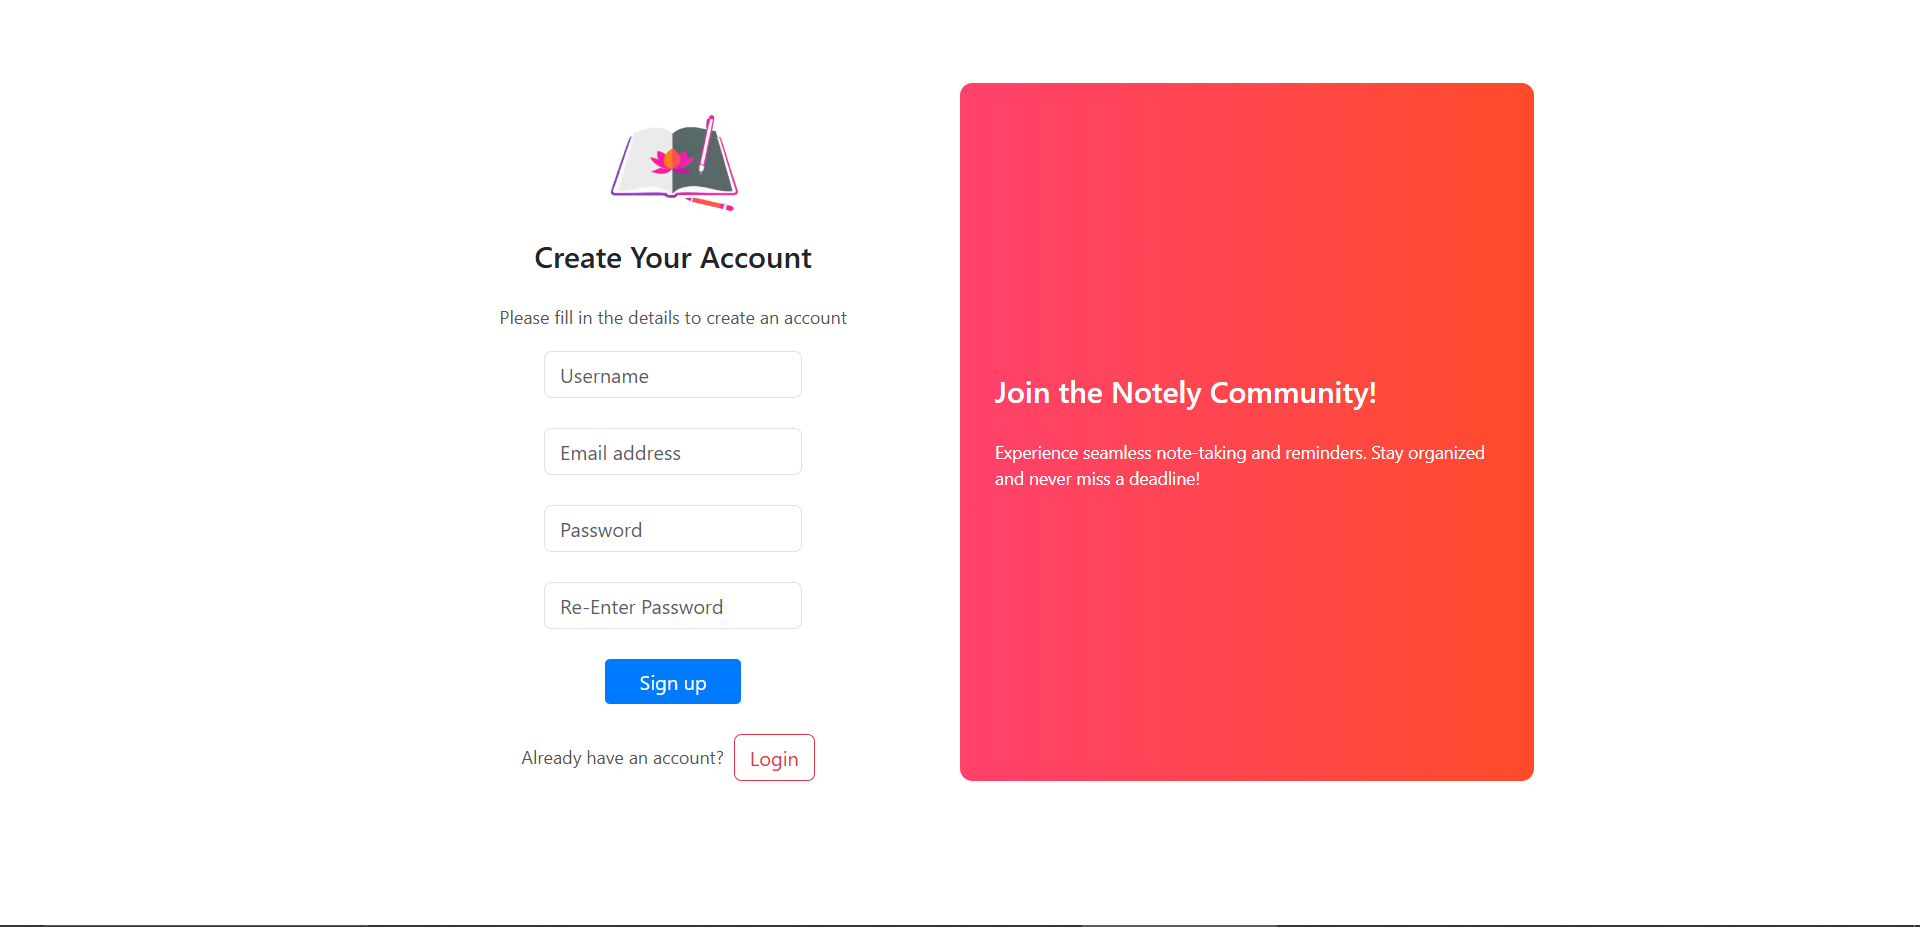 Create Your Account
Please fill in the details to create an account
Username
Email address
Password
Re-Enter Password
Sign up
Already have an account? Login
Join the Notely Community!
Experience seamless note-taking and reminders. Stay organized
and never miss a deadline!